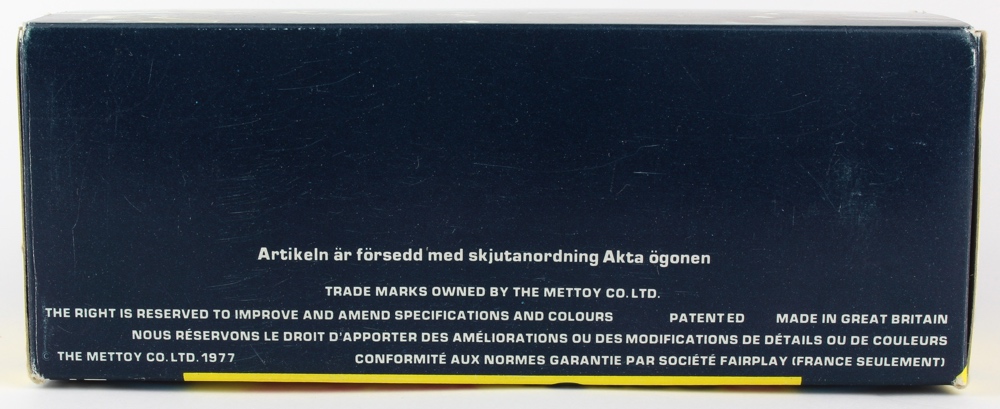 Artikeln är försedd med skjutanordning Akta ögonen
TRADE MARKS OWNED BY THE METTOY CO. LTD.
THE RIGHT IS RESERVED TO IMPROVE AND AMEND SPECIFICATIONS AND COLOURS PATENTED MADE IN GREAT BRITAIN
NOUS RÉSERVONS LE DROIT D'APPORTER DES AMÉLIORATIONS OU DES MODIFICATIONS DE DÉTAILS OU DE COULEURS
THE METTOY CO. LTD. 1977 CONFORMITÉ AUX NORMES GARANTIE PAR SOCIÉTÉ FAIRPLAY (FRANCE SEULEMENT)